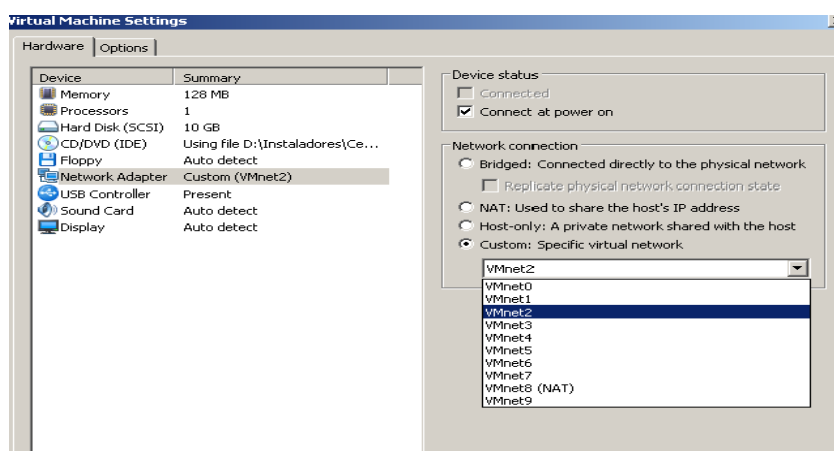 Virtual Machine Settings
Hardware Options
Device Summary
Memory 128 MB
Processors 1
Hard Disk (SCSI) 10 GB
CD/DVD (IDE) Using file D:\Instaladores\Ce...
Floppy Auto detect
Network Adapter Custom (VMnet2)
USB Controller Present
Sound Card Auto detect
Display Auto detect
Device status
Connected
Connect at power on
Network connection
Bridged: Connected directly to the physical network
Replicate physical network connection state
NAT: Used to share the host's IP address
Host-only: A private network shared with the host
Custom: Specific virtual network
VMnet2
VMnet0
VMnet1
VMnet2
VMnet3
VMnet4
VMnet5
VMnet6
VMnet7
VMnet8 (NAT)
VMnet9